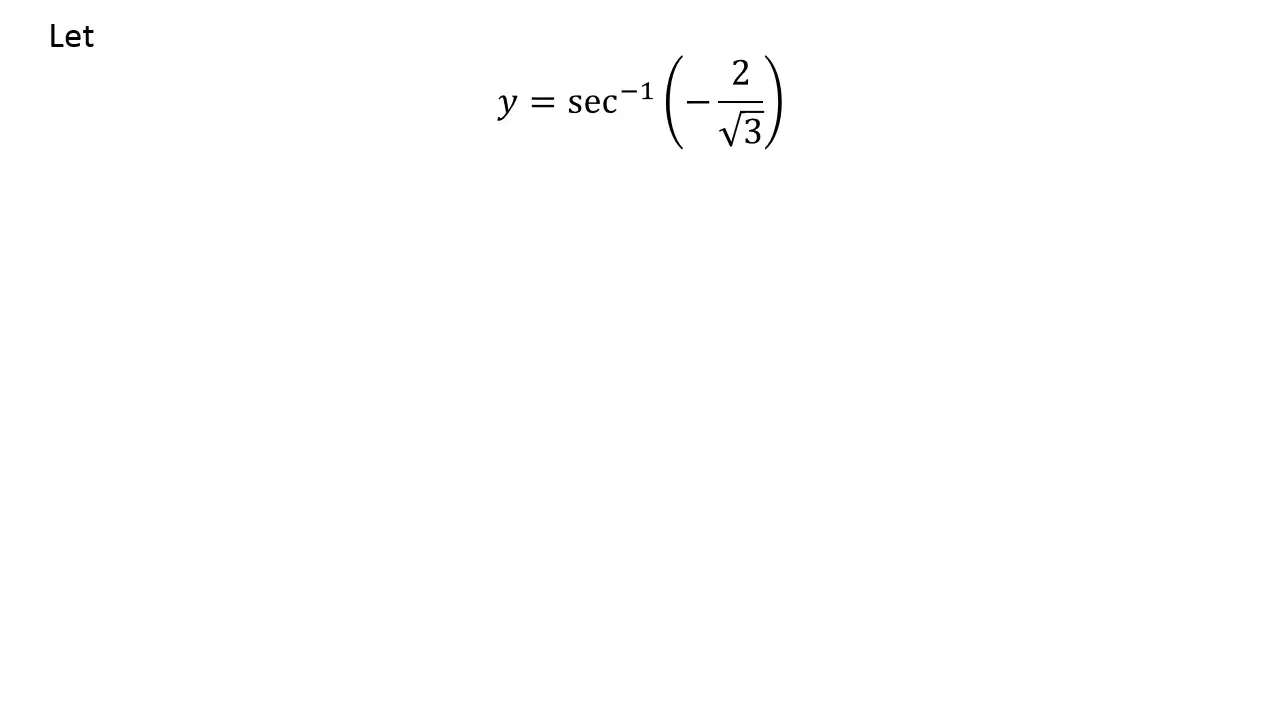 Let
y = sec⁻¹(−2/√3)